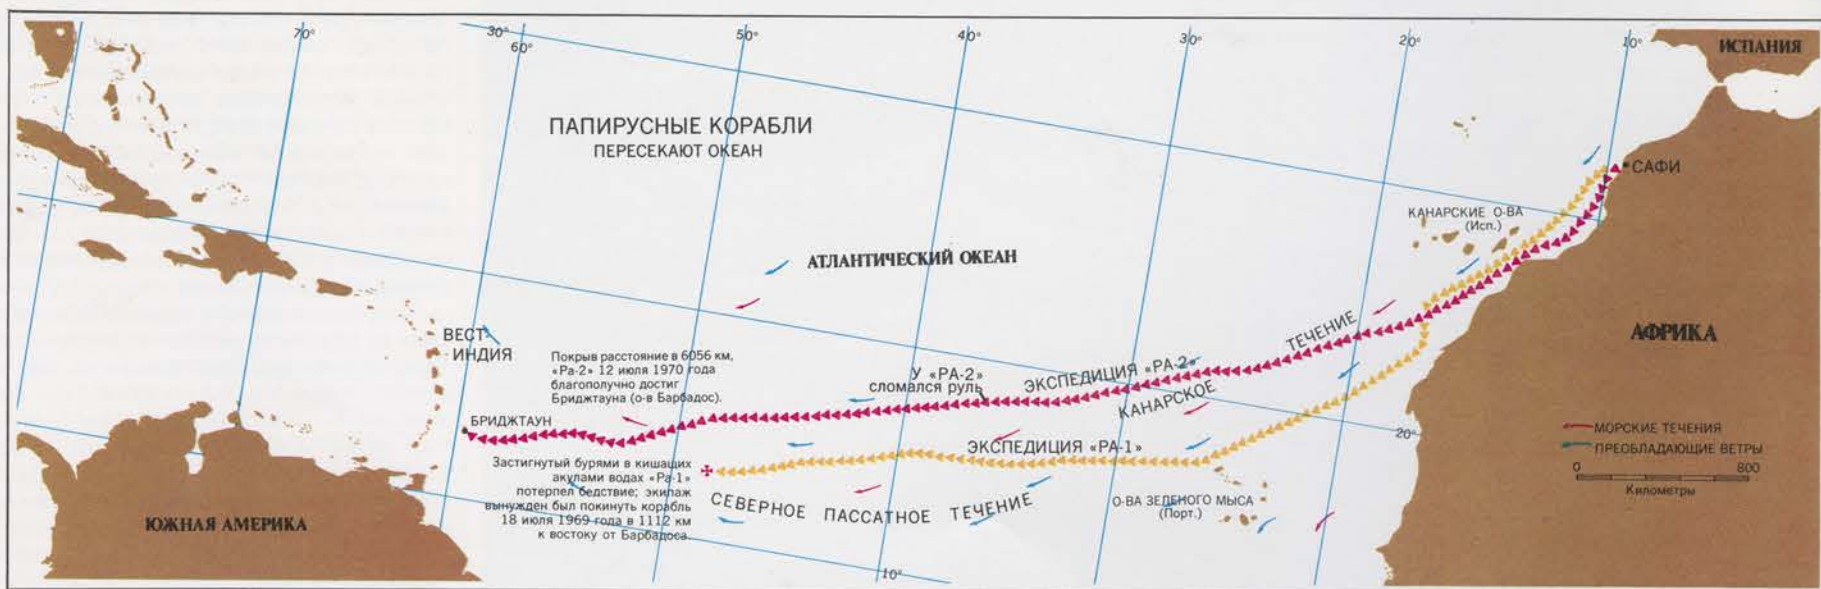 70°
30°
60°
50°
40°
30°
20°
10°
ИСПАНИЯ
ПАПИРУСНЫЕ КОРАБЛИ
ПЕРЕСЕКАЮТ ОКЕАН
САФИ
КАНАРСКИЕ О-ВА
(Исп.)
АТЛАНТИЧЕСКИЙ ОКЕАН
АФРИКА
ВЕСТ-
ИНДИЯ
Покрыв расстояние в 6056 км,
«Ра-2» 12 июля 1970 года
благополучно достиг
Бриджтауна (о-в Барбадос).
У «РА-2»
сломался руль
ЭКСПЕДИЦИЯ «РА-2»
КАНАРСКОЕ ТЕЧЕНИЕ
БРИДЖТАУН
ЭКСПЕДИЦИЯ «РА-1»
20°
МОРСКИЕ ТЕЧЕНИЯ
ПРЕОБЛАДАЮЩИЕ ВЕТРЫ
0 800
Километры
Застигнутый бурями в кишащих
акулами водах «Ра-1»
потерпел бедствие; экипаж
вынужден был покинуть корабль
18 июля 1969 года в 1112 км
к востоку от Барбадоса.
СЕВЕРНОЕ ПАССАТНОЕ ТЕЧЕНИЕ
О-ВА ЗЕЛЕНОГО МЫСА
(Порт.)
ЮЖНАЯ АМЕРИКА
10°